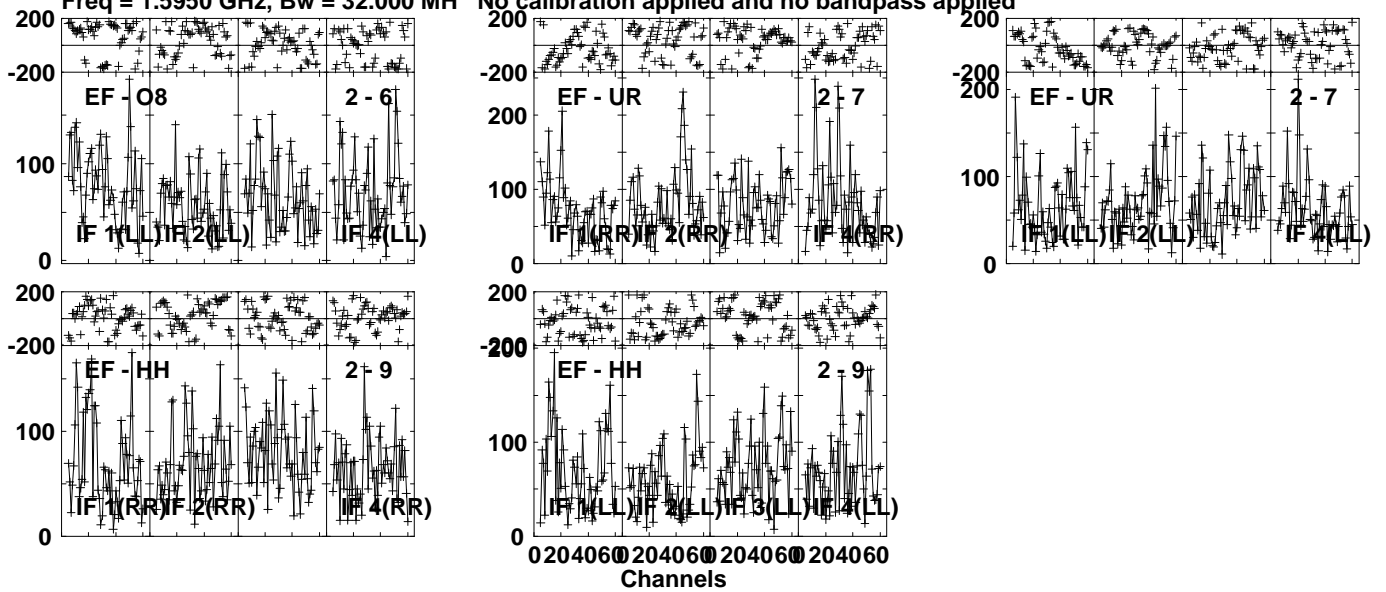 Freq = 1.5950 GHz, Bw = 32.000 MH No calibration applied and no bandpass applied
200
-200
EF - O8 2 - 6
100
0
IF 1(LL) IF 2(LL) IF 4(LL)
200
-200
EF - UR 2 - 7
200
100
0
IF 1(RR) IF 2(RR) IF 4(RR)
200
-200
200
EF - UR 2 - 7
100
0
IF 1(LL) IF 2(LL) IF 4(LL)
200
-200
EF - HH 2 - 9
100
0
IF 1(RR) IF 2(RR) IF 4(RR)
200
-200
200
EF - HH 2 - 9
100
0
IF 1(LL) IF 2(LL) IF 3(LL) IF 4(LL)
0 20 40 60 0 20 40 60 0 20 40 60 0 20 40 60
Channels